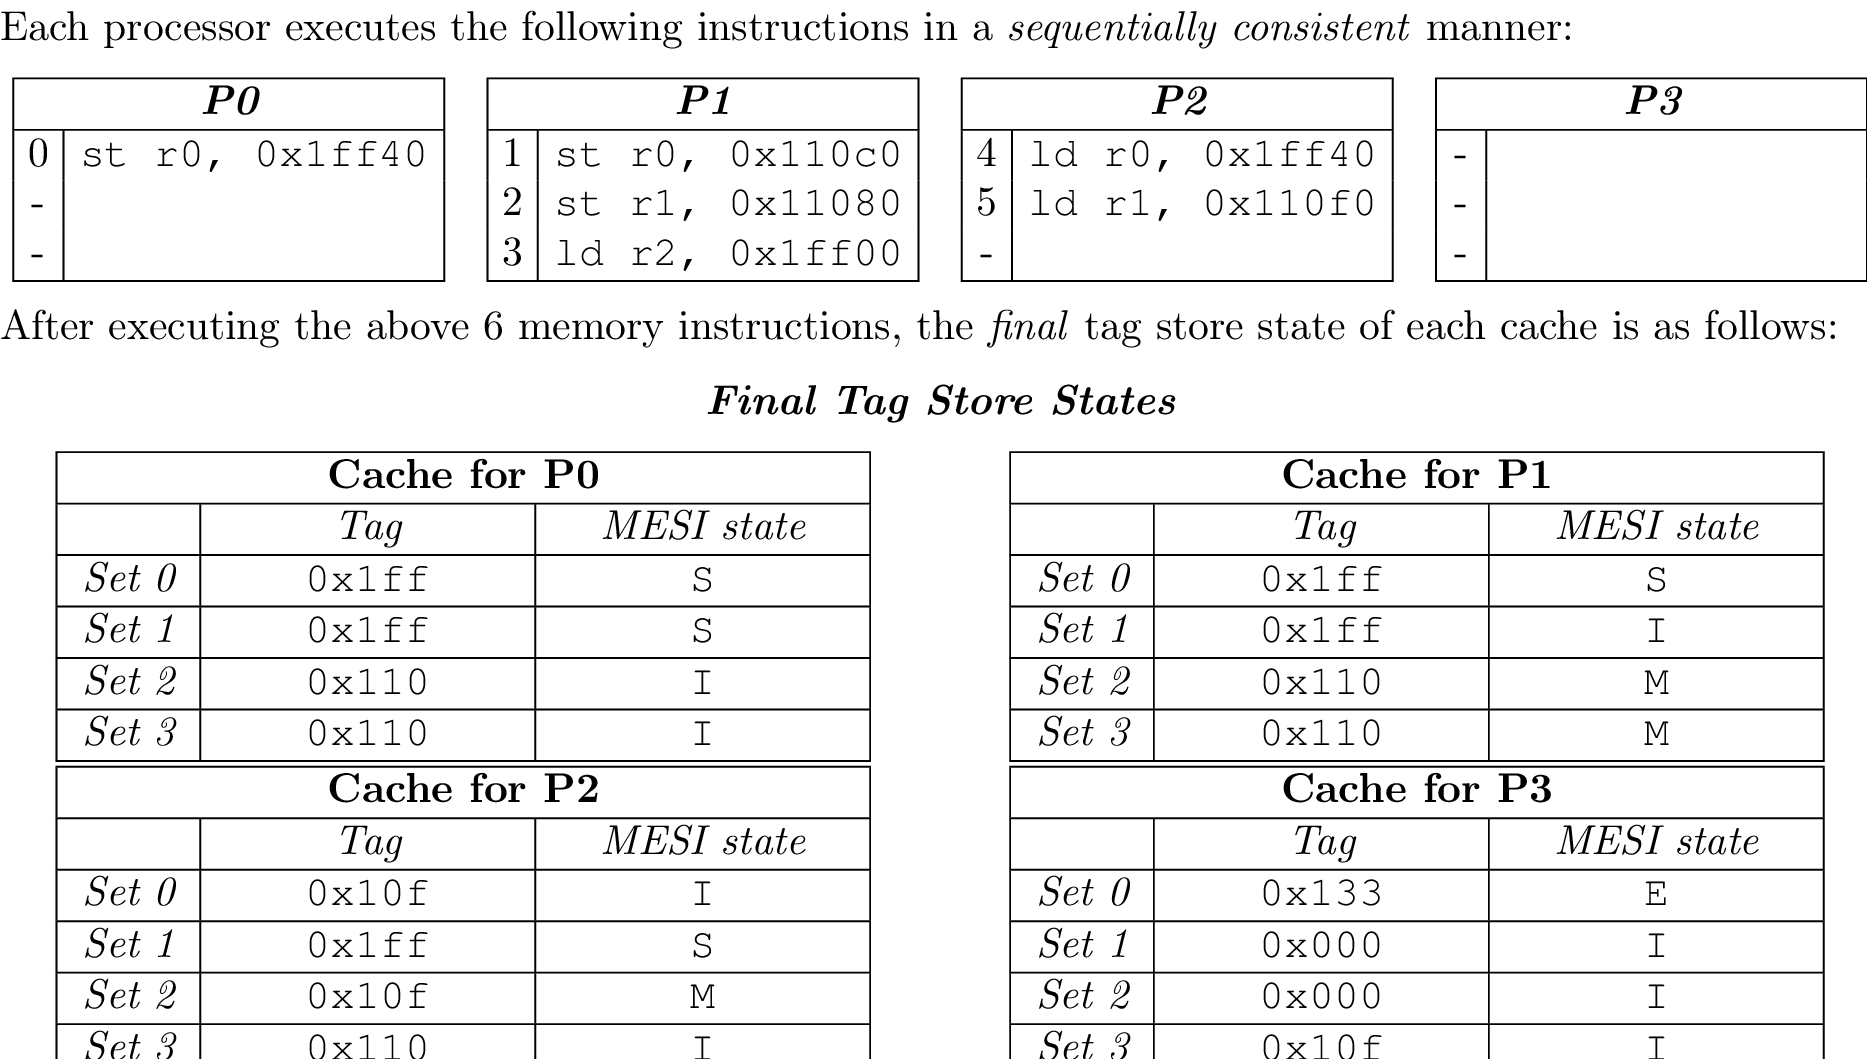 Each processor executes the following instructions in a sequentially consistent manner:
P0 P1 P2 P3
0 st r0, 0x1ff40 1 st r0, 0x110c0 4 ld r0, 0x1ff40 -
- 2 st r1, 0x11080 5 ld r1, 0x110f0 -
- 3 ld r2, 0x1ff00 - -
After executing the above 6 memory instructions, the final tag store state of each cache is as follows:
Final Tag Store States
Cache for P0 Cache for P1
Tag MESI state Tag MESI state
Set 0 0x1ff S Set 0 0x1ff S
Set 1 0x1ff S Set 1 0x1ff I
Set 2 0x110 I Set 2 0x110 M
Set 3 0x110 I Set 3 0x110 M
Cache for P2 Cache for P3
Tag MESI state Tag MESI state
Set 0 0x10f I Set 0 0x133 E
Set 1 0x1ff S Set 1 0x000 I
Set 2 0x10f M Set 2 0x000 I
Set 3 0x110 I Set 3 0x10f I